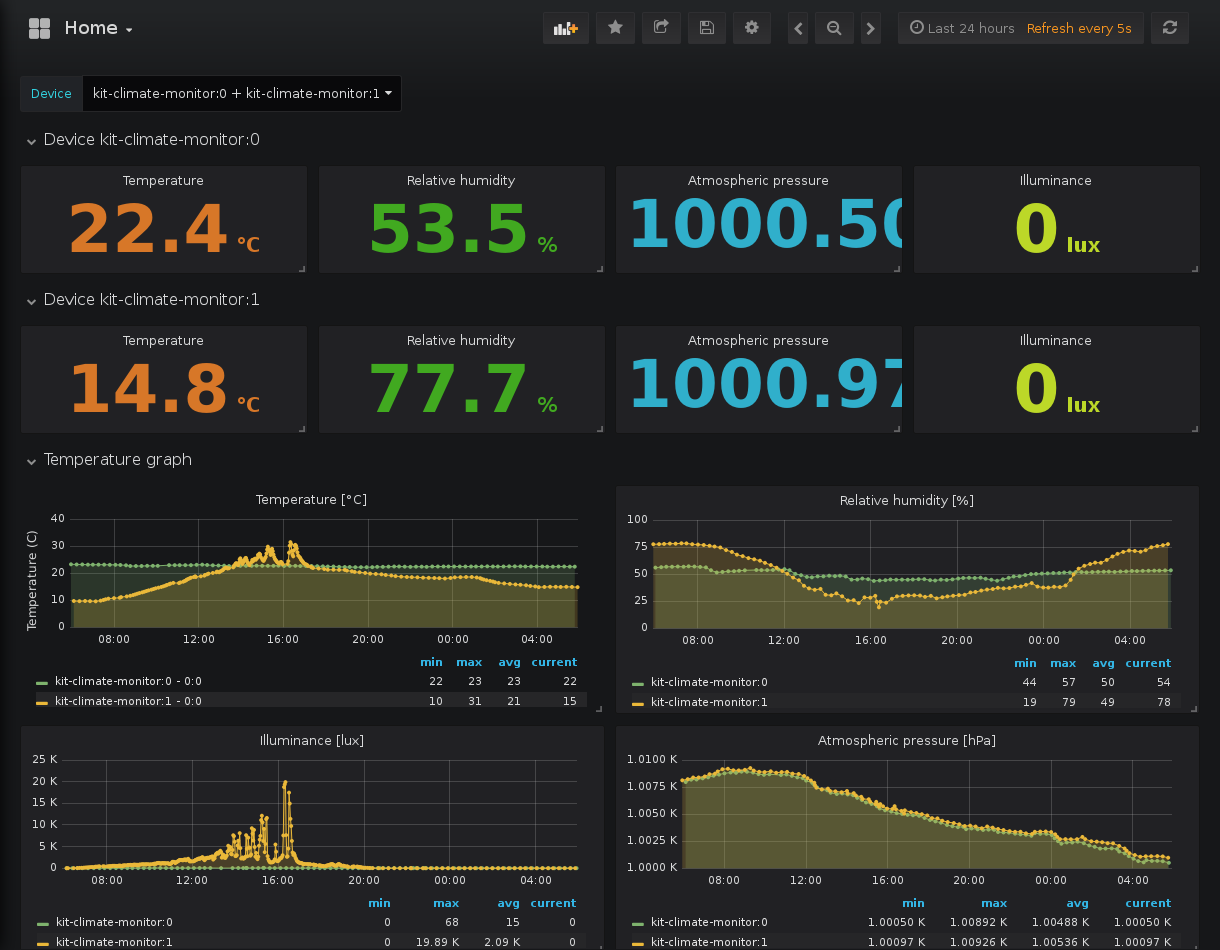 Home
Last 24 hours Refresh every 5s
Device kit-climate-monitor:0 + kit-climate-monitor:1
Device kit-climate-monitor:0
Temperature Relative humidity Atmospheric pressure Illuminance
22.4 °C 53.5 % 1000.50 0 lux
Device kit-climate-monitor:1
Temperature Relative humidity Atmospheric pressure Illuminance
14.8 °C 77.7 % 1000.97 0 lux
Temperature graph
Temperature [°C]
Temperature (C)
40
30
20
10
0
08:00 12:00 16:00 20:00 00:00 04:00
min max avg current
kit-climate-monitor:0 - 0:0 22 23 23 22
kit-climate-monitor:1 - 0:0 10 31 21 15
Relative humidity [%]
100
75
50
25
0
08:00 12:00 16:00 20:00 00:00 04:00
min max avg current
kit-climate-monitor:0 44 57 50 54
kit-climate-monitor:1 19 79 49 78
Illuminance [lux]
25 K
20 K
15 K
10 K
5 K
0
08:00 12:00 16:00 20:00 00:00 04:00
min max avg current
kit-climate-monitor:0 0 68 15 0
kit-climate-monitor:1 0 19.89 K 2.09 K 0
Atmospheric pressure [hPa]
1.0100 K
1.0075 K
1.0050 K
1.0025 K
1.0000 K
08:00 12:00 16:00 20:00 00:00 04:00
min max avg current
kit-climate-monitor:0 1.00050 K 1.00892 K 1.00488 K 1.00050 K
kit-climate-monitor:1 1.00097 K 1.00926 K 1.00536 K 1.00097 K